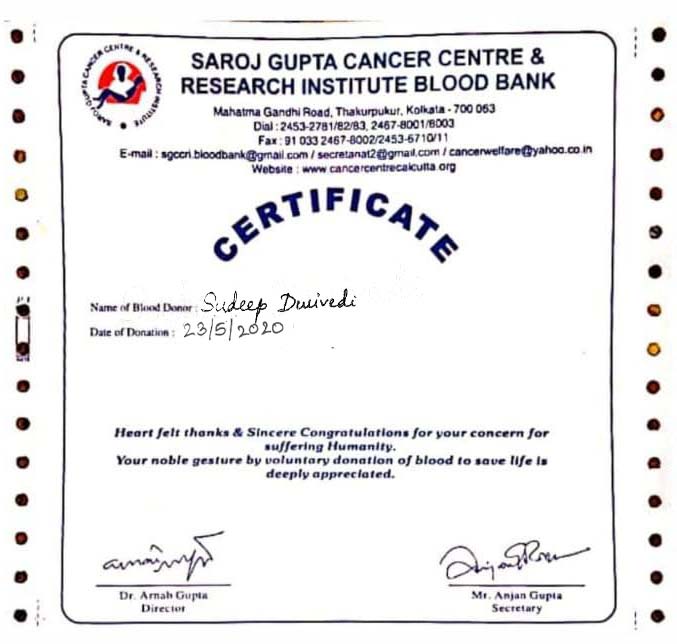 SAROJ GUPTA CANCER CENTRE & RESEARCH INSTITUTE
SAROJ GUPTA CANCER CENTRE &
RESEARCH INSTITUTE BLOOD BANK
Mahatma Gandhi Road, Thakurpukur, Kolkata - 700 063
Dial : 2453-2781/82/83, 2467-8001/8003
Fax : 91 033 2467-8002/2453-6710/11
E-mail : sgccri.bloodbank@gmail.com / secretariat2@gmail.com / cancerwelfare@yahoo.co.in
Website : www.cancercentrecalcutta.org
CERTIFICATE
Name of Blood Donor : Sudeep Dwivedi
Date of Donation : 23/5/2020
Heart felt thanks & Sincere Congratulations for your concern for
suffering Humanity.
Your noble gesture by voluntary donation of blood to save life is
deeply appreciated.
Dr. Arnab Gupta
Director
Mr. Anjan Gupta
Secretary